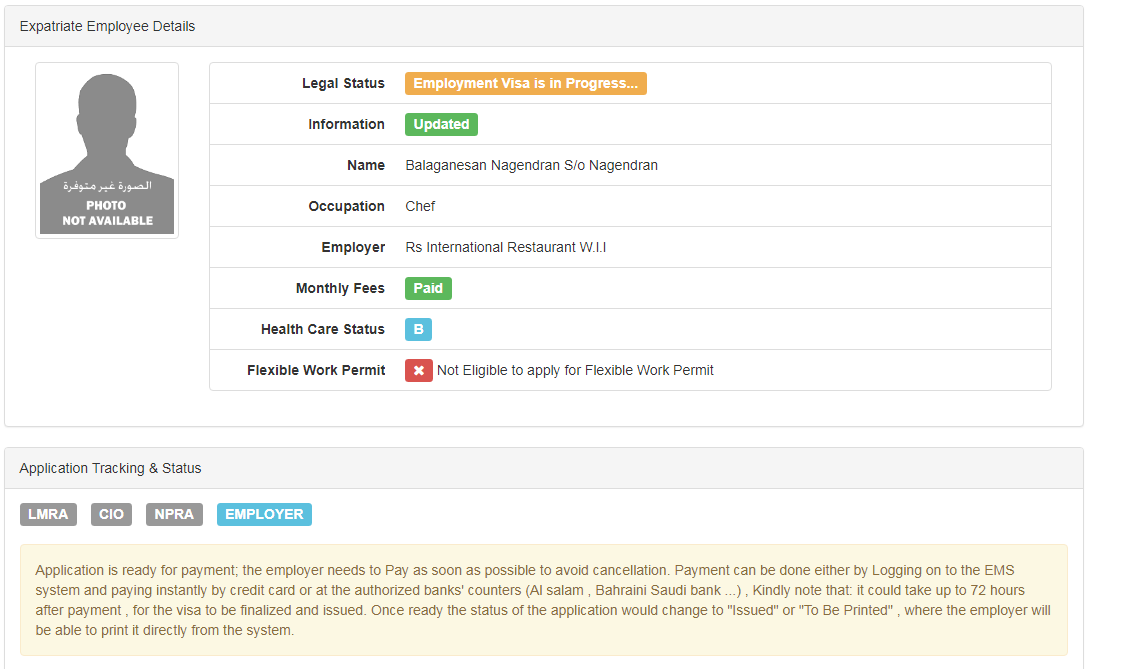 Expatriate Employee Details
الصورة غير متوفرة
PHOTO
NOT AVAILABLE
Legal Status Employment Visa is in Progress...
Information Updated
Name Balaganesan Nagendran S/o Nagendran
Occupation Chef
Employer Rs International Restaurant W.l.l
Monthly Fees Paid
Health Care Status B
Flexible Work Permit ✖ Not Eligible to apply for Flexible Work Permit
Application Tracking & Status
LMRA CIO NPRA EMPLOYER
Application is ready for payment; the employer needs to Pay as soon as possible to avoid cancellation. Payment can be done either by Logging on to the EMS
system and paying instantly by credit card or at the authorized banks' counters (Al salam , Bahraini Saudi bank ...) , Kindly note that: it could take up to 72 hours
after payment , for the visa to be finalized and issued. Once ready the status of the application would change to "Issued" or "To Be Printed" , where the employer will
be able to print it directly from the system.